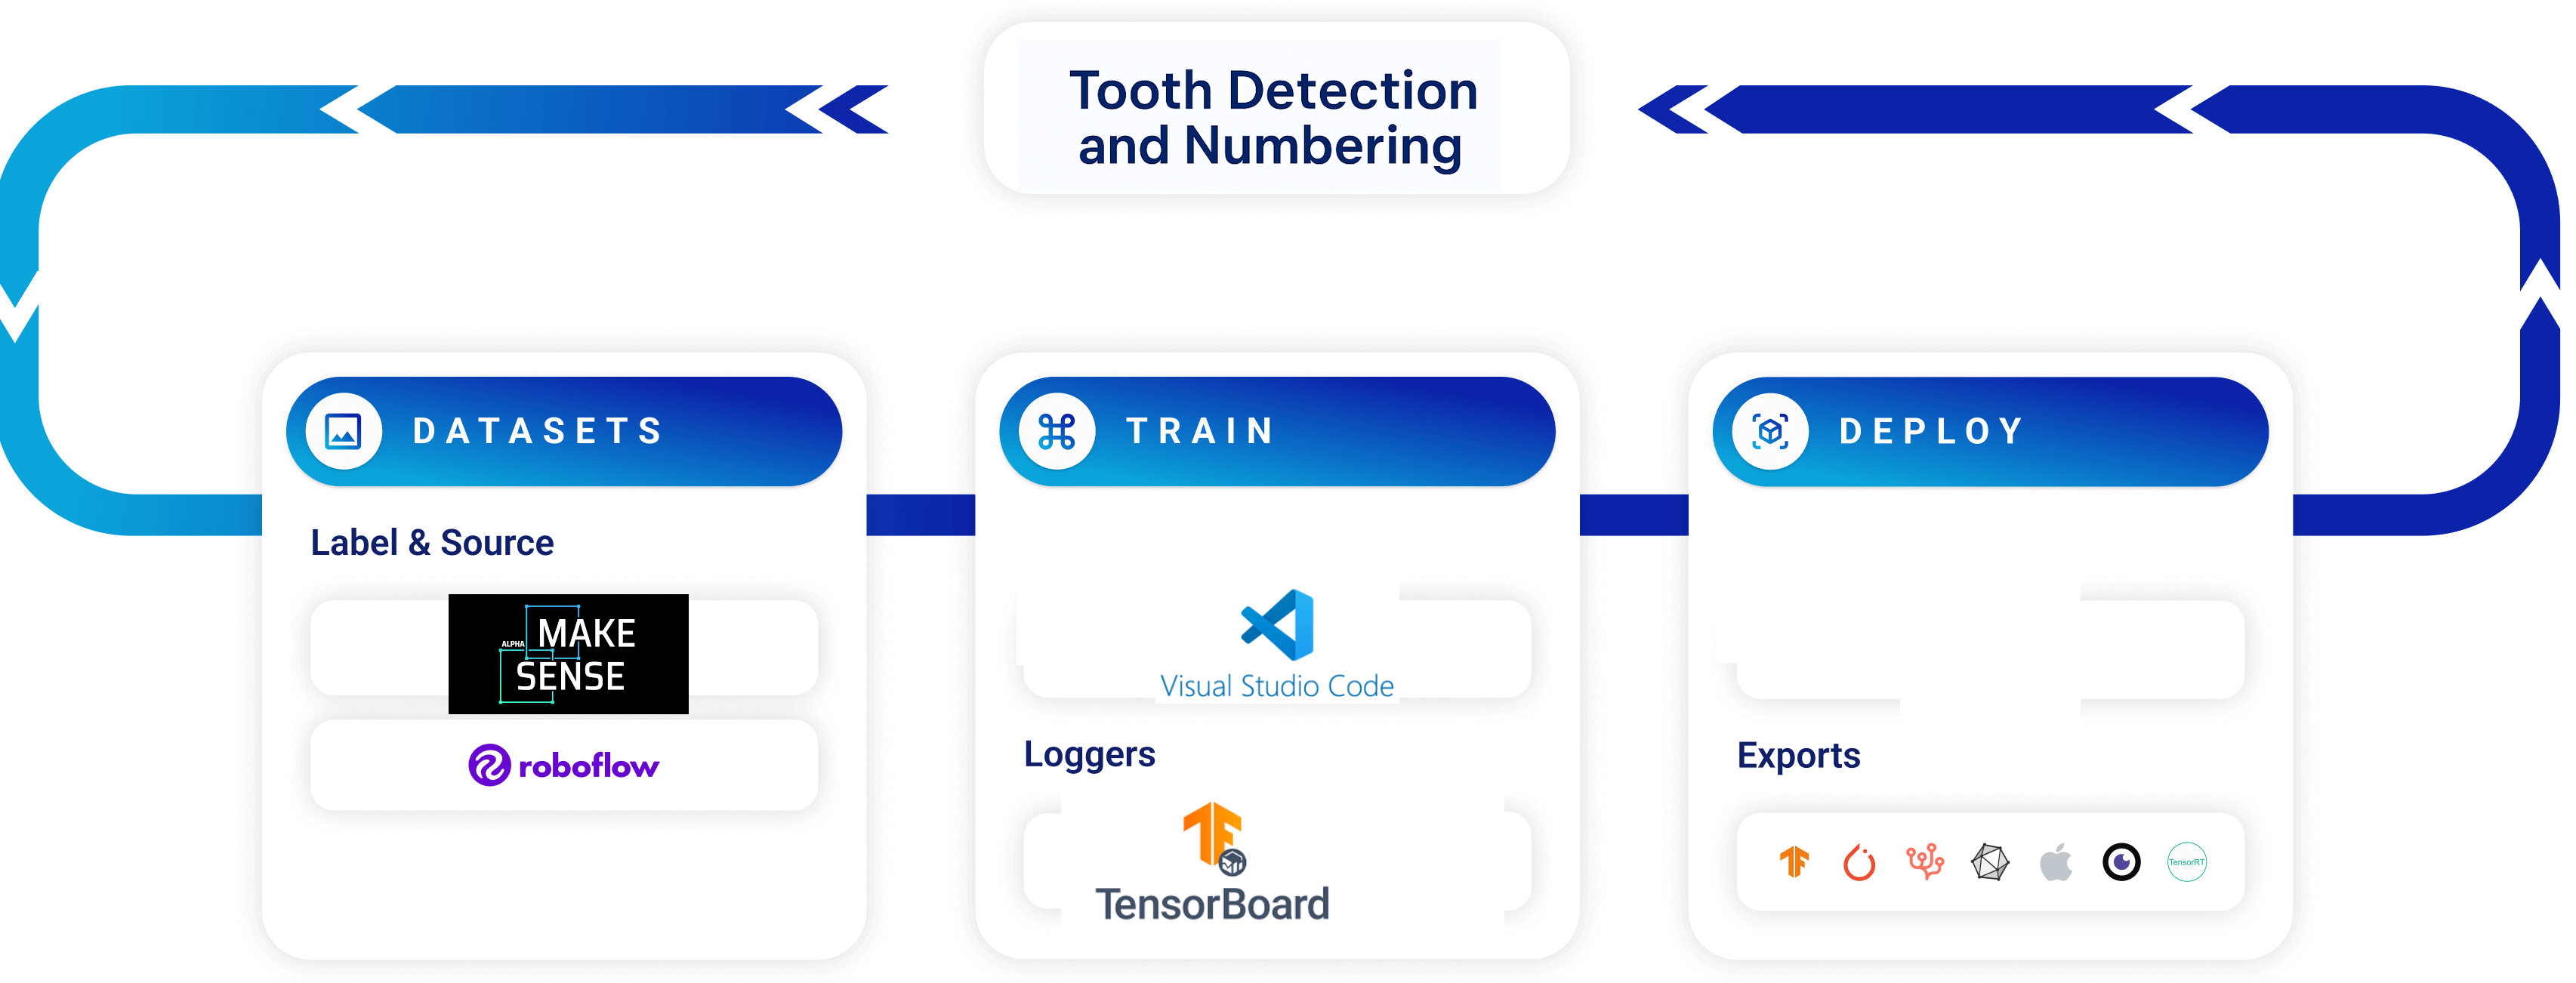 Tooth Detection
and Numbering
DATASETS
Label & Source
ALPHA
MAKE
SENSE
roboflow
TRAIN
Visual Studio Code
Loggers
TensorBoard
DEPLOY
Exports
TensorRT